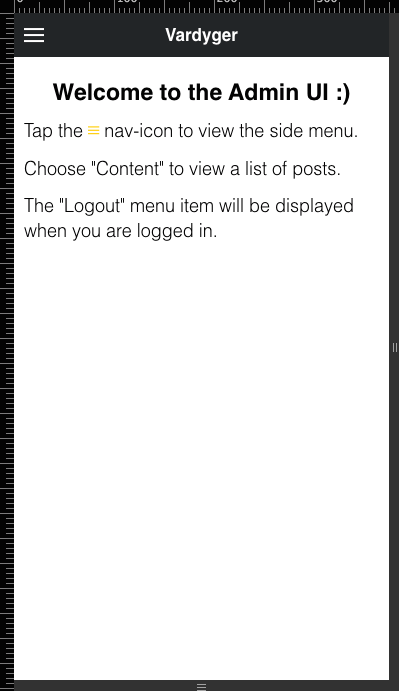 Vardyger
Welcome to the Admin UI :)
Tap the ≡ nav-icon to view the side menu.
Choose "Content" to view a list of posts.
The "Logout" menu item will be displayed
when you are logged in.